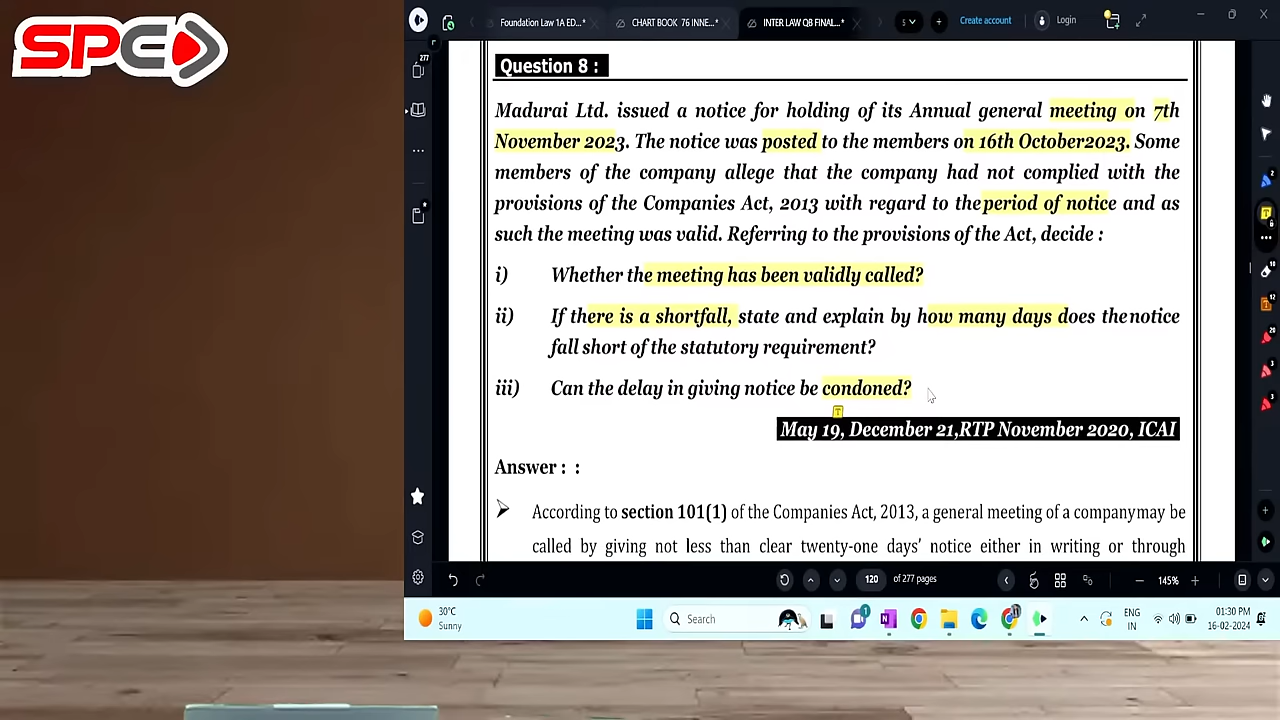 SPC
Foundation Law 1A ED...*
CHART BOOK 76 INNE...*
INTER LAW QB FINAL...*
Create account
Login
277
Question 8 :
Madurai Ltd. issued a notice for holding of its Annual general meeting on 7th
November 2023. The notice was posted to the members on 16th October2023. Some
members of the company allege that the company had not complied with the
provisions of the Companies Act, 2013 with regard to the period of notice and as
such the meeting was valid. Referring to the provisions of the Act, decide :
i) Whether the meeting has been validly called?
ii) If there is a shortfall, state and explain by how many days does the notice
fall short of the statutory requirement?
iii) Can the delay in giving notice be condoned?
May 19, December 21,RTP November 2020, ICAI
Answer : :
According to section 101(1) of the Companies Act, 2013, a general meeting of a company may be
called by giving not less than clear twenty-one days' notice either in writing or through
120 of 277 pages
145%
30°C
Sunny
Search
ENG
IN
01:30 PM
16-02-2024